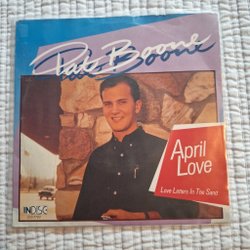 Pat Boone
April
Love
Love Letters In The Sand
INDISC